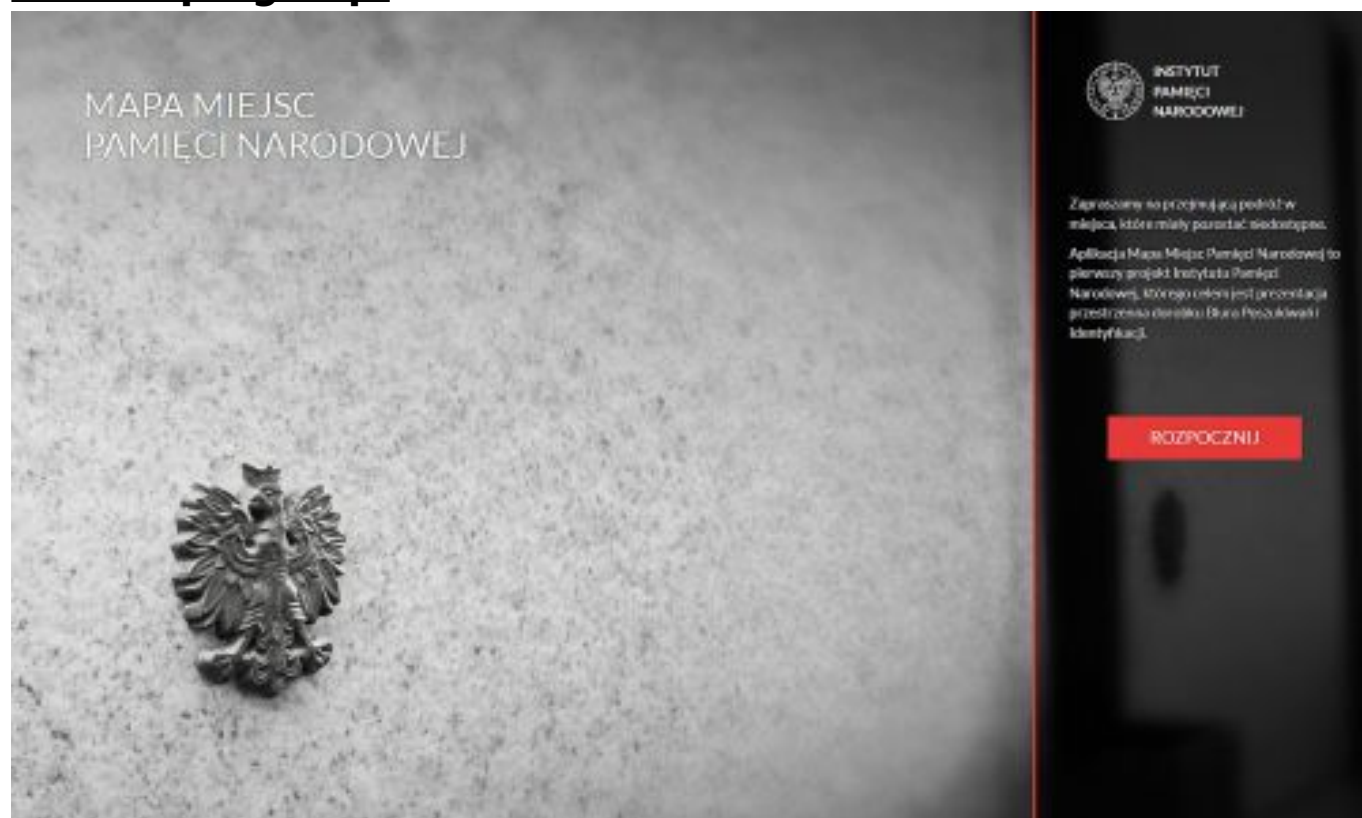 MAPA MIEJSC
PAMIĘCI NARODOWEJ
INSTYTUT
PAMIĘCI
NARODOWEJ
Zapraszamy na przejmującą podróż w
miejsca, które miały pozostać niedostępne.
Aplikacja Mapa Miejsc Pamięci Narodowej to
pierwszy projekt Instytutu Pamięci
Narodowej, którego celem jest prezentacja
przestrzenna dorobku Biura Poszukiwań i
Identyfikacji.
ROZPOCZNIJ